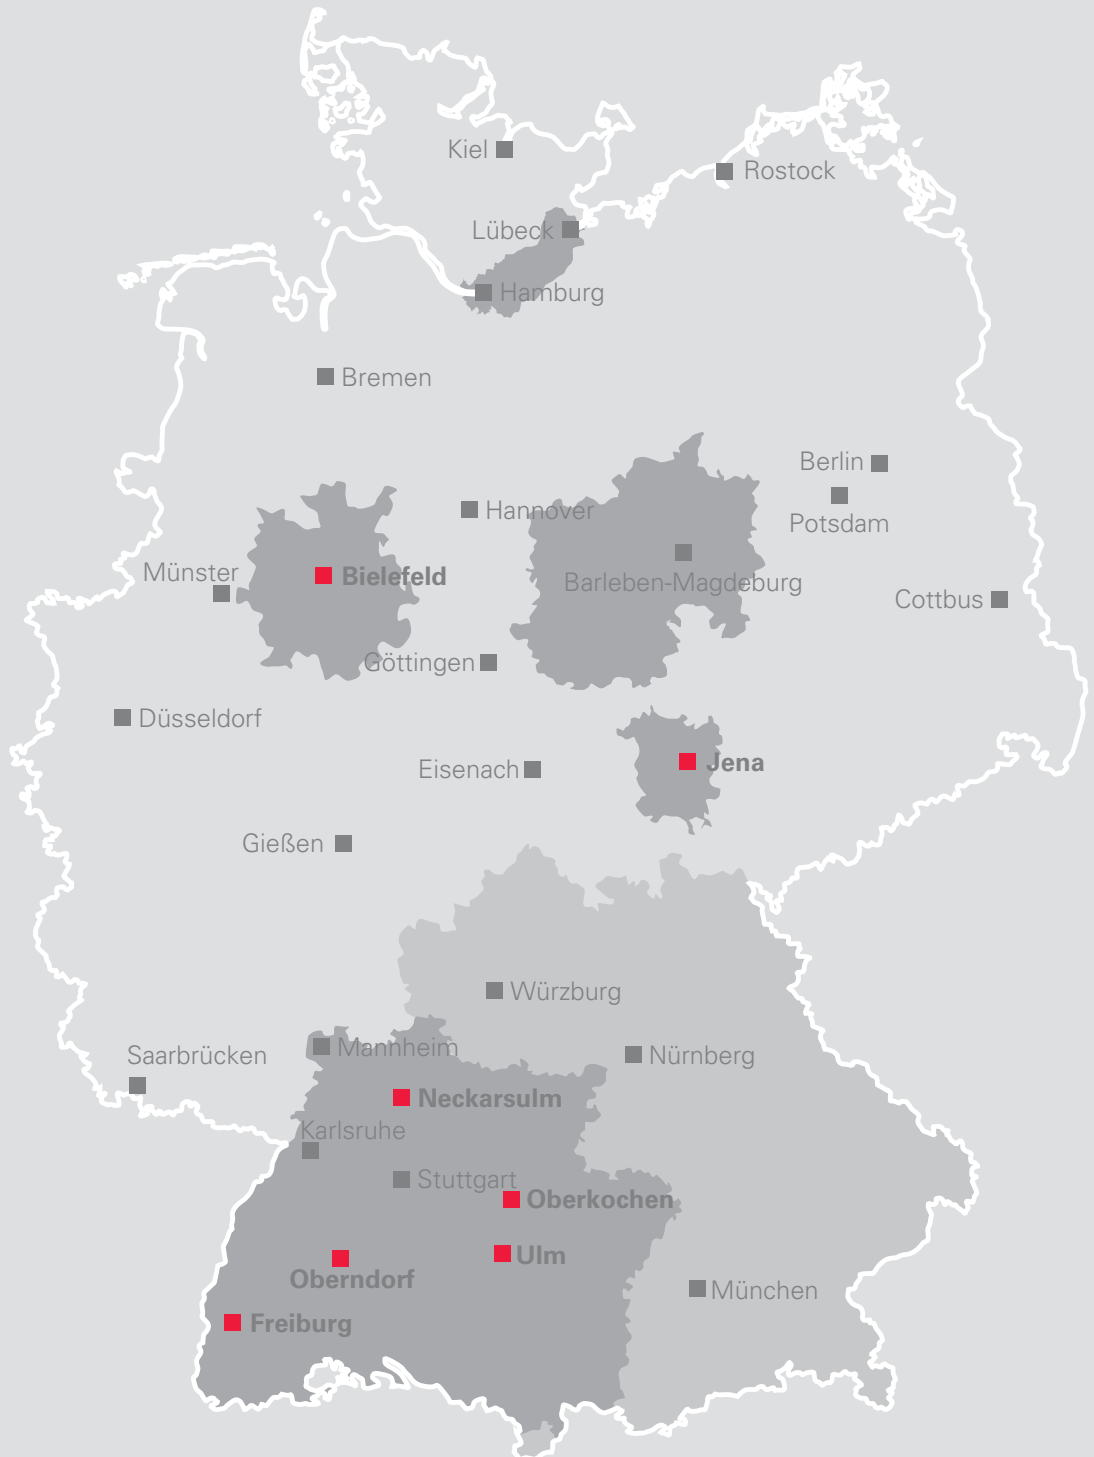 Kiel
Rostock
Lübeck
Hamburg
Bremen
Berlin
Hannover
Potsdam
Münster
Bielefeld
Barleben-Magdeburg
Cottbus
Göttingen
Düsseldorf
Eisenach
Jena
Gießen
Würzburg
Saarbrücken
Mannheim
Nürnberg
Neckarsulm
Karlsruhe
Stuttgart
Oberkochen
Ulm
Oberndorf
München
Freiburg